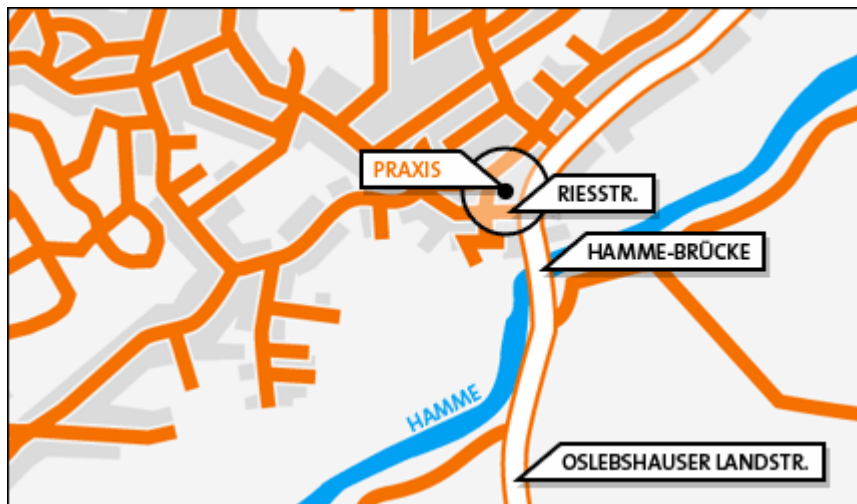 PRAXIS
RIESSTR.
HAMME-BRÜCKE
HAMME
OSLEBSHAUSER LANDSTR.